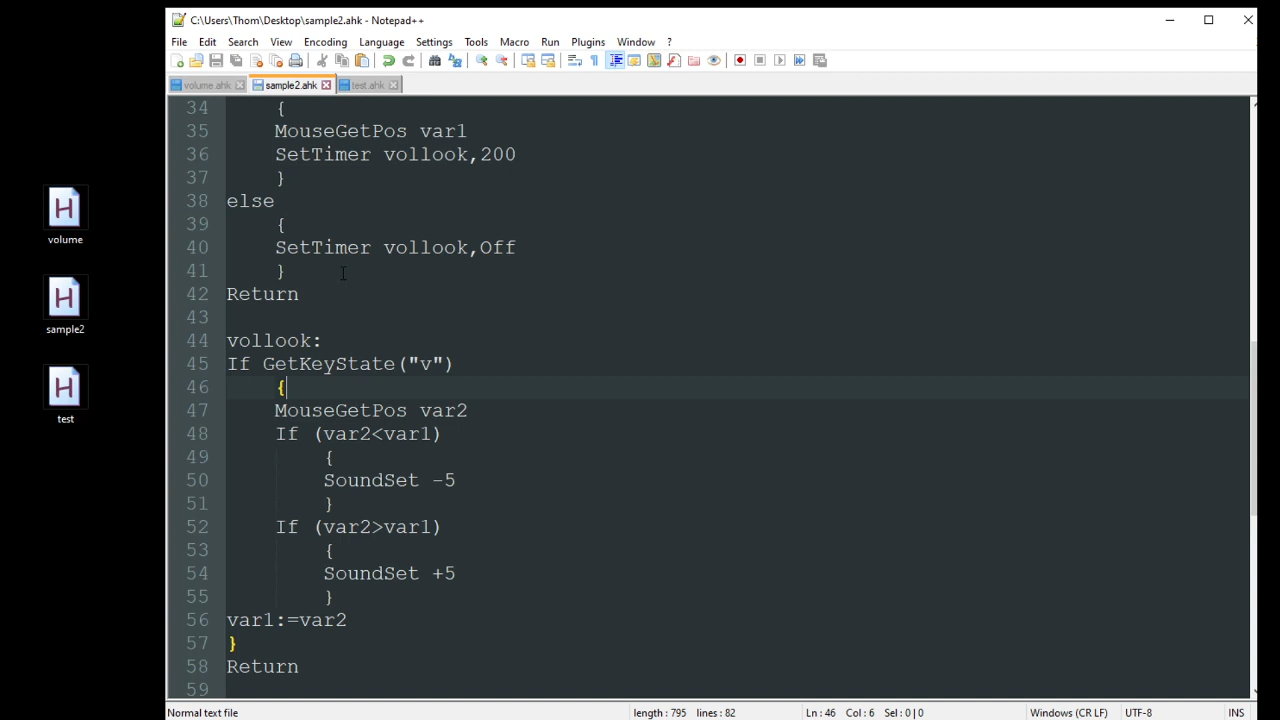 C:\Users\Thom\Desktop\sample2.ahk - Notepad++
File Edit Search View Encoding Language Settings Tools Macro Run Plugins Window ?
volume.ahk sample2.ahk test.ahk
34 {
35 MouseGetPos var1
36 SetTimer vollook,200
37 }
38 else
39 {
40 SetTimer vollook,Off
41 }
42 Return
43
44 vollook:
45 If GetKeyState("v")
46 {
47 MouseGetPos var2
48 If (var2<var1)
49 {
50 SoundSet -5
51 }
52 If (var2>var1)
53 {
54 SoundSet +5
55 }
56 var1:=var2
57 }
58 Return
59
volume
sample2
test
Normal text file length : 795 lines : 82 Ln : 46 Col : 6 Sel : 0 | 0 Windows (CR LF) UTF-8 INS